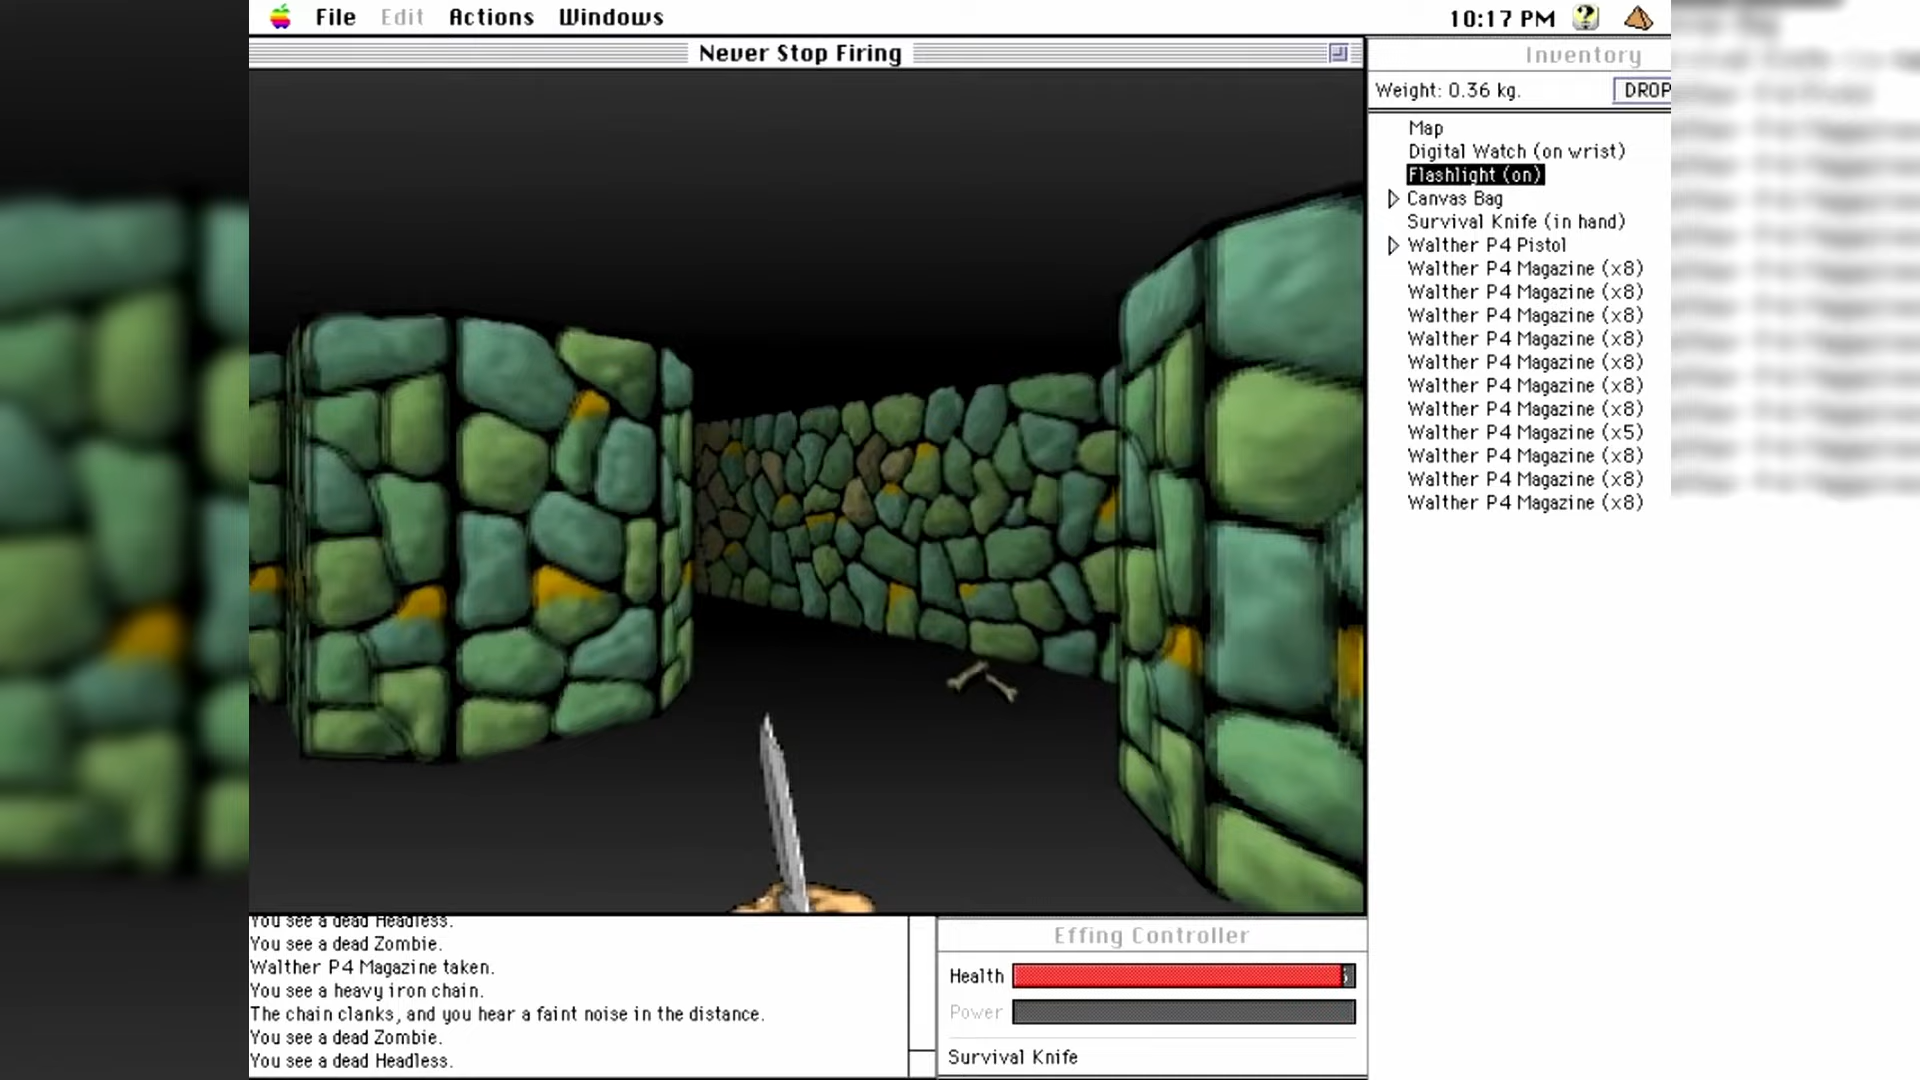 File Edit Actions Windows 10:17 PM
Never Stop Firing
Inventory
Weight: 0.36 kg. DROP
Map
Digital Watch (on wrist)
Flashlight (on)
Canvas Bag
Survival Knife (in hand)
Walther P4 Pistol
Walther P4 Magazine (x8)
Walther P4 Magazine (x8)
Walther P4 Magazine (x8)
Walther P4 Magazine (x8)
Walther P4 Magazine (x8)
Walther P4 Magazine (x8)
Walther P4 Magazine (x8)
Walther P4 Magazine (x5)
Walther P4 Magazine (x8)
Walther P4 Magazine (x8)
Walther P4 Magazine (x8)
You see a dead Headless.
You see a dead Zombie.
Walther P4 Magazine taken.
You see a heavy iron chain.
The chain clanks, and you hear a faint noise in the distance.
You see a dead Zombie.
You see a dead Headless.
Effing Controller
Health
Power
Survival Knife